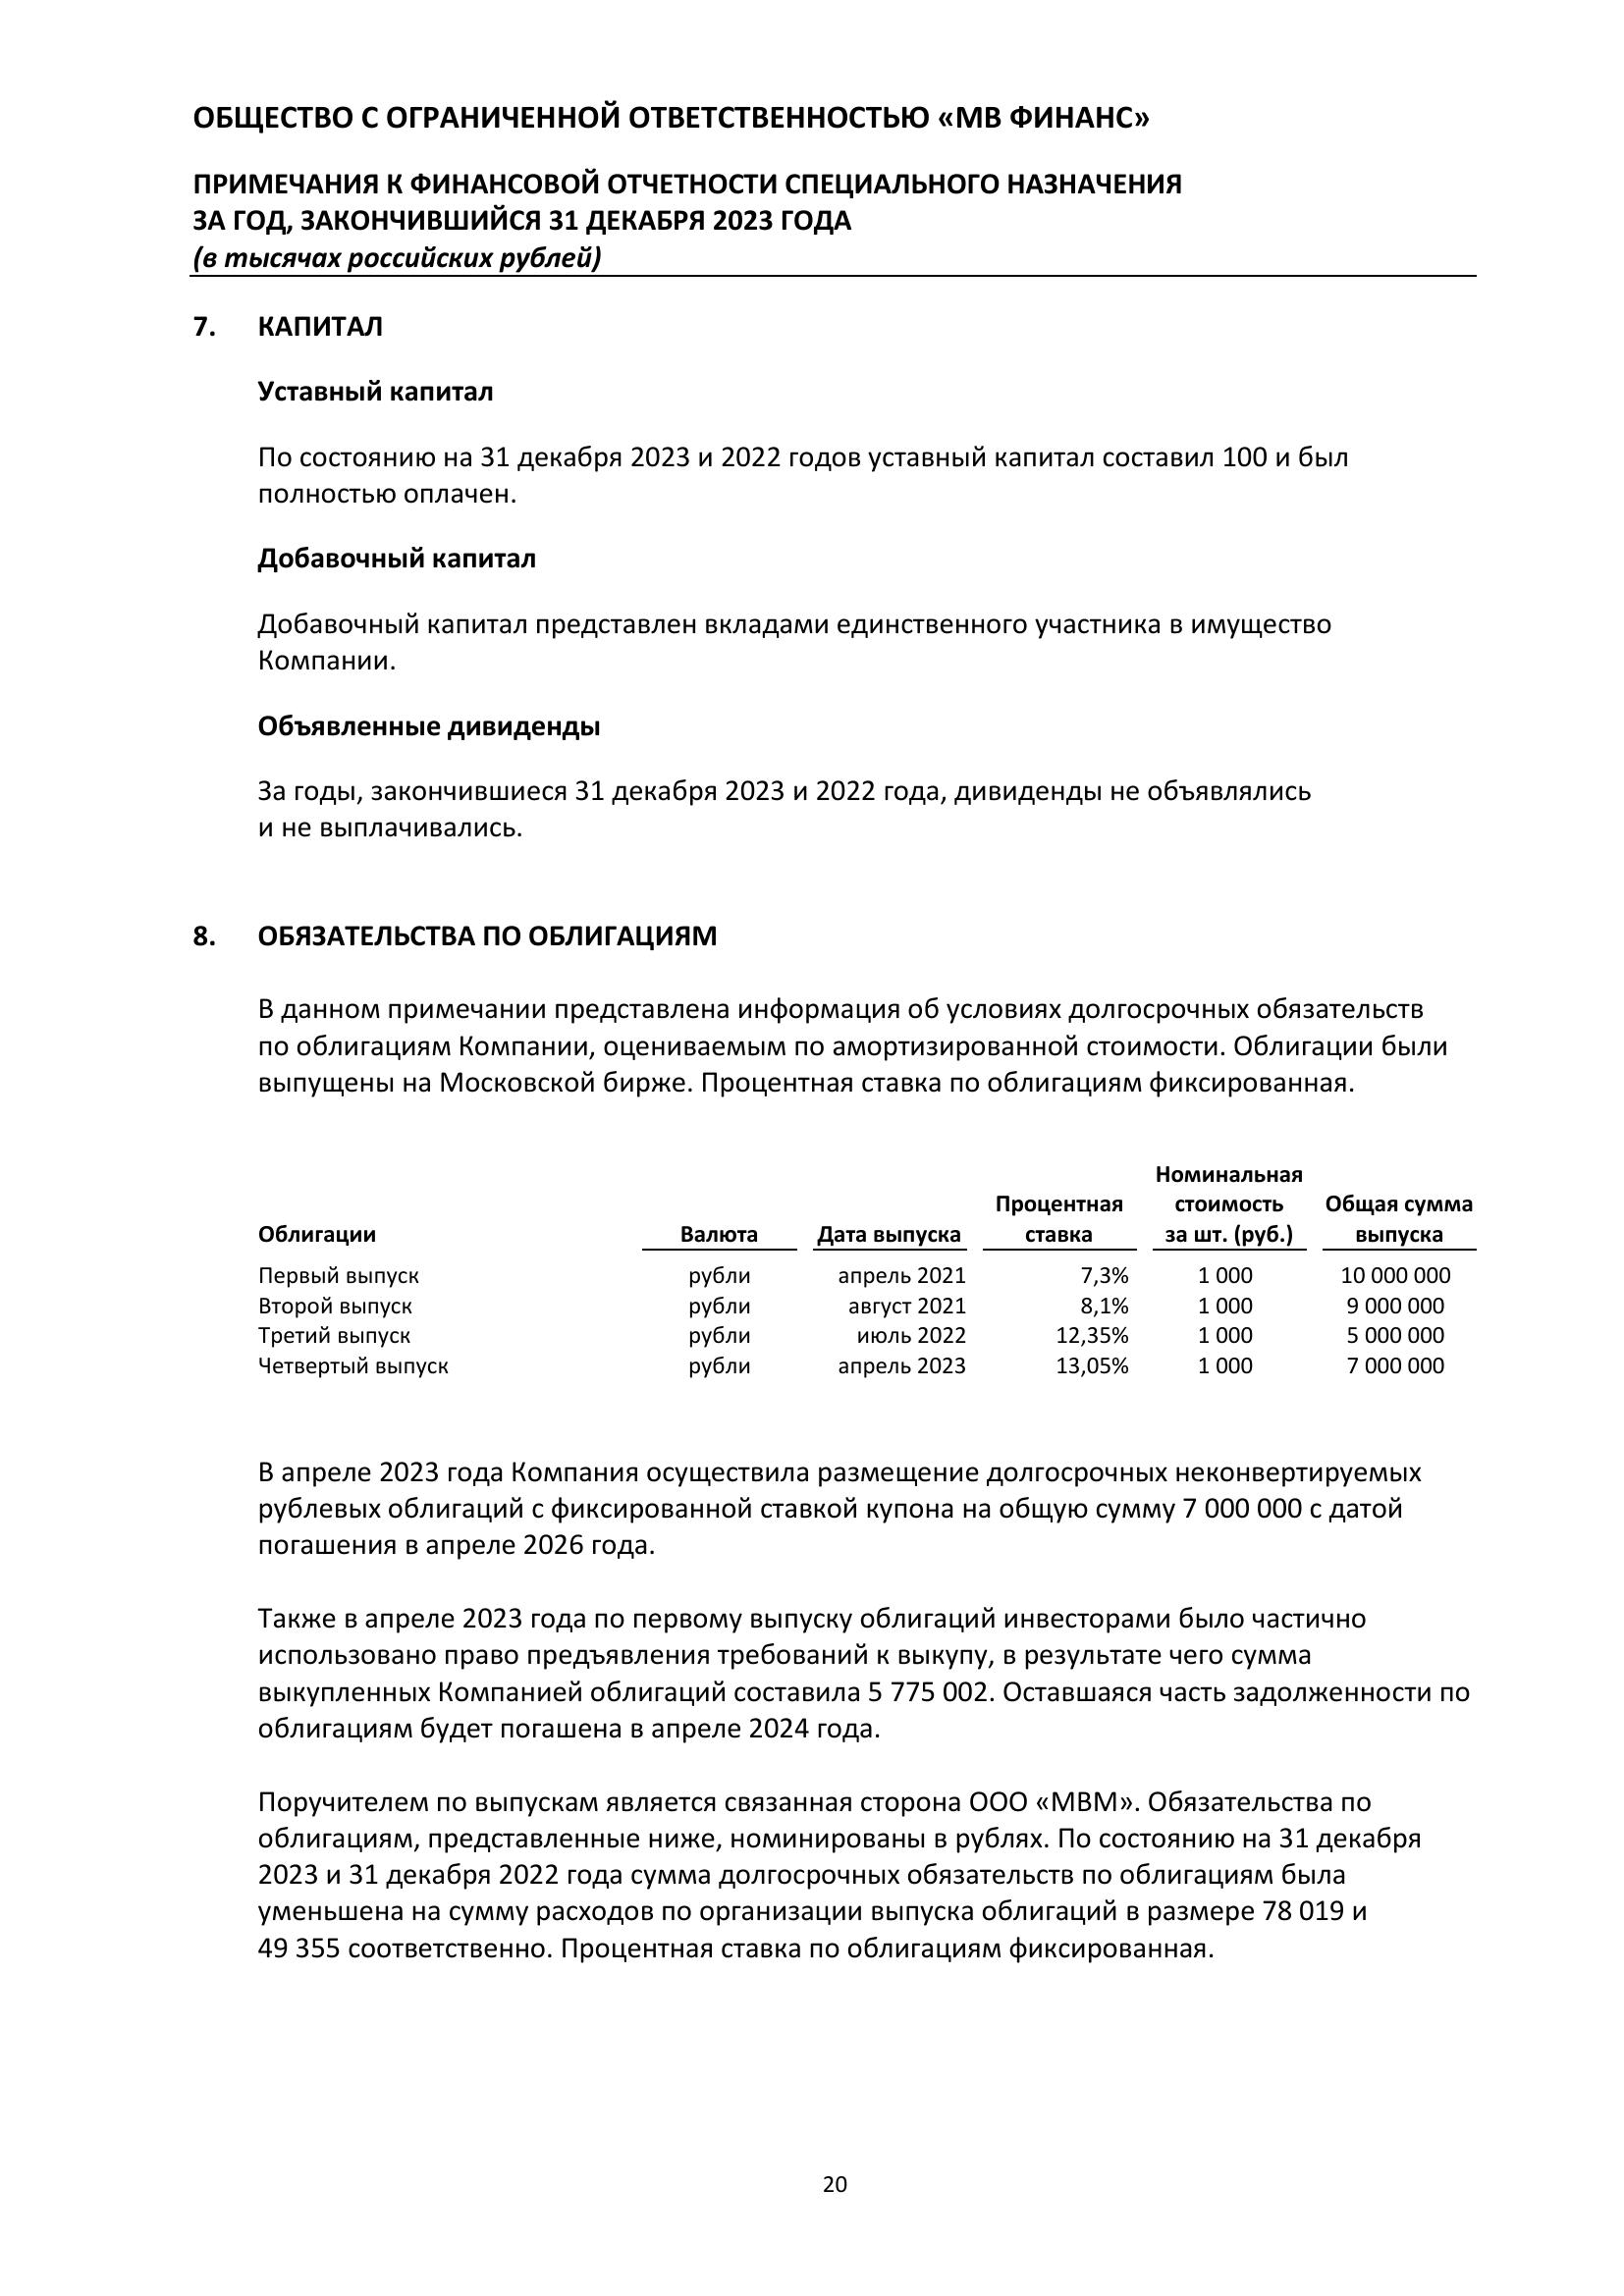 ОБЩЕСТВО С ОГРАНИЧЕННОЙ ОТВЕТСТВЕННОСТЬЮ «МВ ФИНАНС»
ПРИМЕЧАНИЯ К ФИНАНСОВОЙ ОТЧЕТНОСТИ СПЕЦИАЛЬНОГО НАЗНАЧЕНИЯ
ЗА ГОД, ЗАКОНЧИВШИЙСЯ 31 ДЕКАБРЯ 2023 ГОДА
(в тысячах российских рублей)
7. КАПИТАЛ
Уставный капитал
По состоянию на 31 декабря 2023 и 2022 годов уставный капитал составил 100 и был
полностью оплачен.
Добавочный капитал
Добавочный капитал представлен вкладами единственного участника в имущество
Компании.
Объявленные дивиденды
За годы, закончившиеся 31 декабря 2023 и 2022 года, дивиденды не объявлялись
и не выплачивались.
8. ОБЯЗАТЕЛЬСТВА ПО ОБЛИГАЦИЯМ
В данном примечании представлена информация об условиях долгосрочных обязательств
по облигациям Компании, оцениваемым по амортизированной стоимости. Облигации были
выпущены на Московской бирже. Процентная ставка по облигациям фиксированная.
Номинальная
Процентная стоимость Общая сумма
Облигации Валюта Дата выпуска ставка за шт. (руб.) выпуска
Первый выпуск рубли апрель 2021 7,3% 1 000 10 000 000
Второй выпуск рубли август 2021 8,1% 1 000 9 000 000
Третий выпуск рубли июль 2022 12,35% 1 000 5 000 000
Четвертый выпуск рубли апрель 2023 13,05% 1 000 7 000 000
В апреле 2023 года Компания осуществила размещение долгосрочных неконвертируемых
рублевых облигаций с фиксированной ставкой купона на общую сумму 7 000 000 с датой
погашения в апреле 2026 года.
Также в апреле 2023 года по первому выпуску облигаций инвесторами было частично
использовано право предъявления требований к выкупу, в результате чего сумма
выкупленных Компанией облигаций составила 5 775 002. Оставшаяся часть задолженности по
облигациям будет погашена в апреле 2024 года.
Поручителем по выпускам является связанная сторона ООО «МВМ». Обязательства по
облигациям, представленные ниже, номинированы в рублях. По состоянию на 31 декабря
2023 и 31 декабря 2022 года сумма долгосрочных обязательств по облигациям была
уменьшена на сумму расходов по организации выпуска облигаций в размере 78 019 и
49 355 соответственно. Процентная ставка по облигациям фиксированная.
20